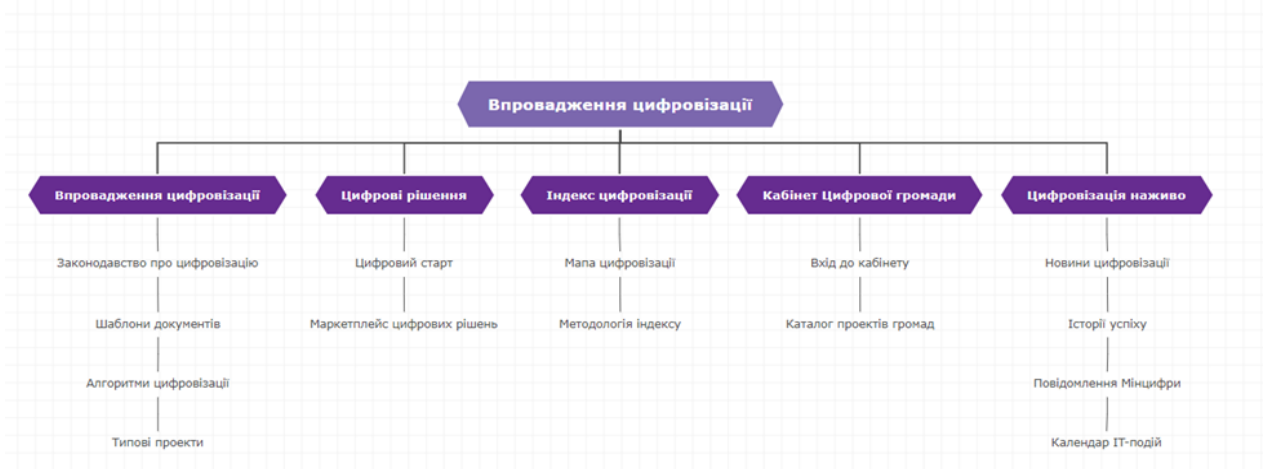 Впровадження цифровізації
Впровадження цифровізації
Цифрові рішення
Індекс цифровізації
Кабінет Цифрової громади
Цифровізація наживо
Законодавство про цифровізацію
Цифровий старт
Мапа цифровізації
Вхід до кабінету
Новини цифровізації
Шаблони документів
Маркетплейс цифрових рішень
Методологія індексу
Каталог проектів громад
Історії успіху
Алгоритми цифровізації
Повідомлення Мінцифри
Типові проекти
Календар ІТ-подій